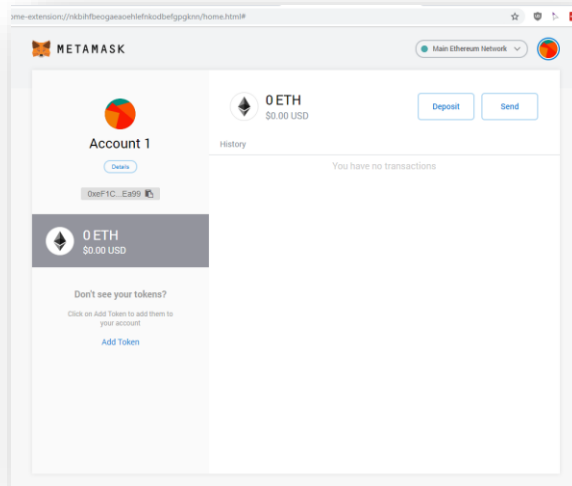 ome-extension://nkbihfbeogaeaoehlefnkodbefgpgknn/home.html#
METAMASK
Main Ethereum Network
Account 1
Details
0xeF1C...Ea99
0 ETH
$0.00 USD
Don't see your tokens?
Click on Add Token to add them to
your account
Add Token
0 ETH
$0.00 USD
Deposit
Send
History
You have no transactions